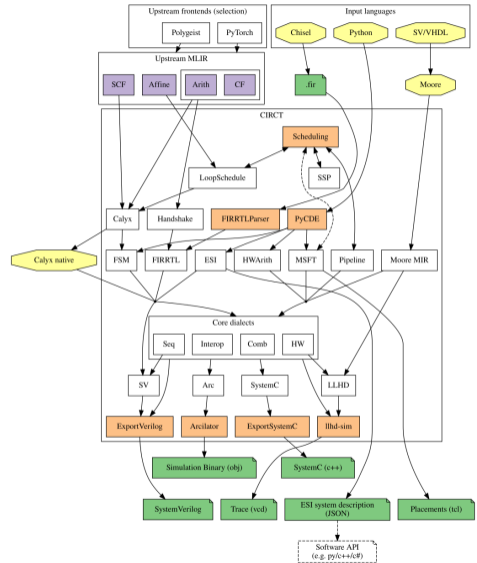 Upstream frontends (selection)
Polygeist
PyTorch
Input languages
Chisel
Python
SV/VHDL
Upstream MLIR
SCF
Affine
Arith
CF
.fir
Moore
CIRCT
Scheduling
LoopSchedule
SSP
Calyx
Handshake
FIRRTLParser
PyCDE
Calyx native
FSM
FIRRTL
ESI
HWArith
MSFT
Pipeline
Moore MIR
Core dialects
Seq
Interop
Comb
HW
SV
Arc
SystemC
LLHD
ExportVerilog
Arcilator
ExportSystemC
llhd-sim
Simulation Binary (obj)
SystemC (c++)
SystemVerilog
Trace (vcd)
ESI system description
(JSON)
Placements (tcl)
Software API
(e.g. py/c++/c#)